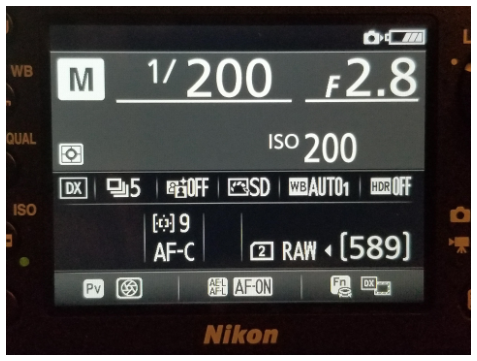 WB
L
M 1/200 F2.8
QUAL
ISO 200
DX 5 OFF SD WB AUTO1 HDR OFF
ISO
9
AF-C 2 RAW [589]
Pv AE-L AF-L AF-ON Fn DX
Nikon